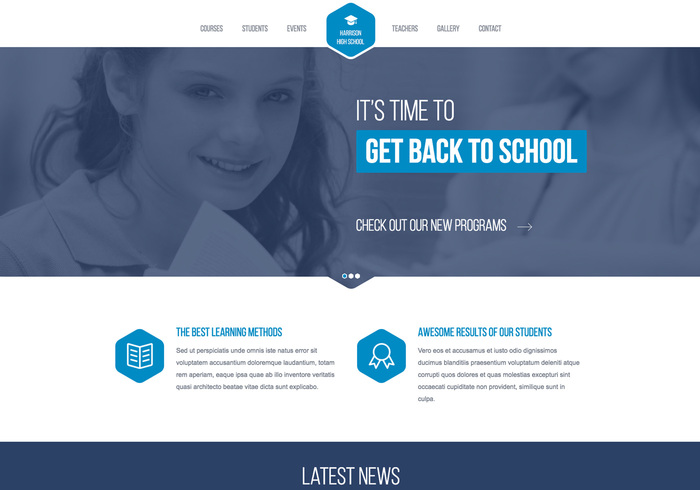 COURSES STUDENTS EVENTS
HARRISON
HIGH SCHOOL
TEACHERS GALLERY CONTACT
IT'S TIME TO
GET BACK TO SCHOOL
CHECK OUT OUR NEW PROGRAMS
THE BEST LEARNING METHODS
Sed ut perspiciatis unde omnis iste natus error sit
voluptatem accusantium doloremque laudantium, totam
rem aperiam, eaque ipsa quae ab illo inventore veritatis
quasi architecto beatae vitae dicta sunt explicabo.
AWESOME RESULTS OF OUR STUDENTS
Vero eos et accusamus et iusto odio dignissimos
ducimus blanditiis praesentium voluptatum deleniti atque
corrupti quos dolores et quas molestias excepturi sint
occaecati cupiditate non provident, similique sunt in
culpa.
LATEST NEWS